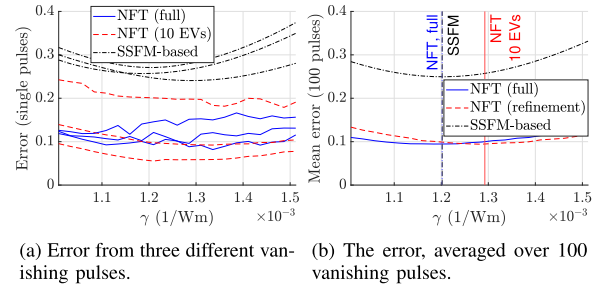 0.4
0.3
0.2
0.1
0
Error (single pulses)
NFT (full)
NFT (10 EVs)
SSFM-based
1.1
1.2
1.3
1.4
1.5
γ (1/Wm)
×10⁻³
(a) Error from three different van-
ishing pulses.
0.4
0.3
0.2
0.1
0
Mean error (100 pulses)
NFT, full
SSFM
NFT
10 EVs
NFT (full)
NFT (refinement)
SSFM-based
1.1
1.2
1.3
1.4
1.5
γ (1/Wm)
×10⁻³
(b) The error, averaged over 100
vanishing pulses.